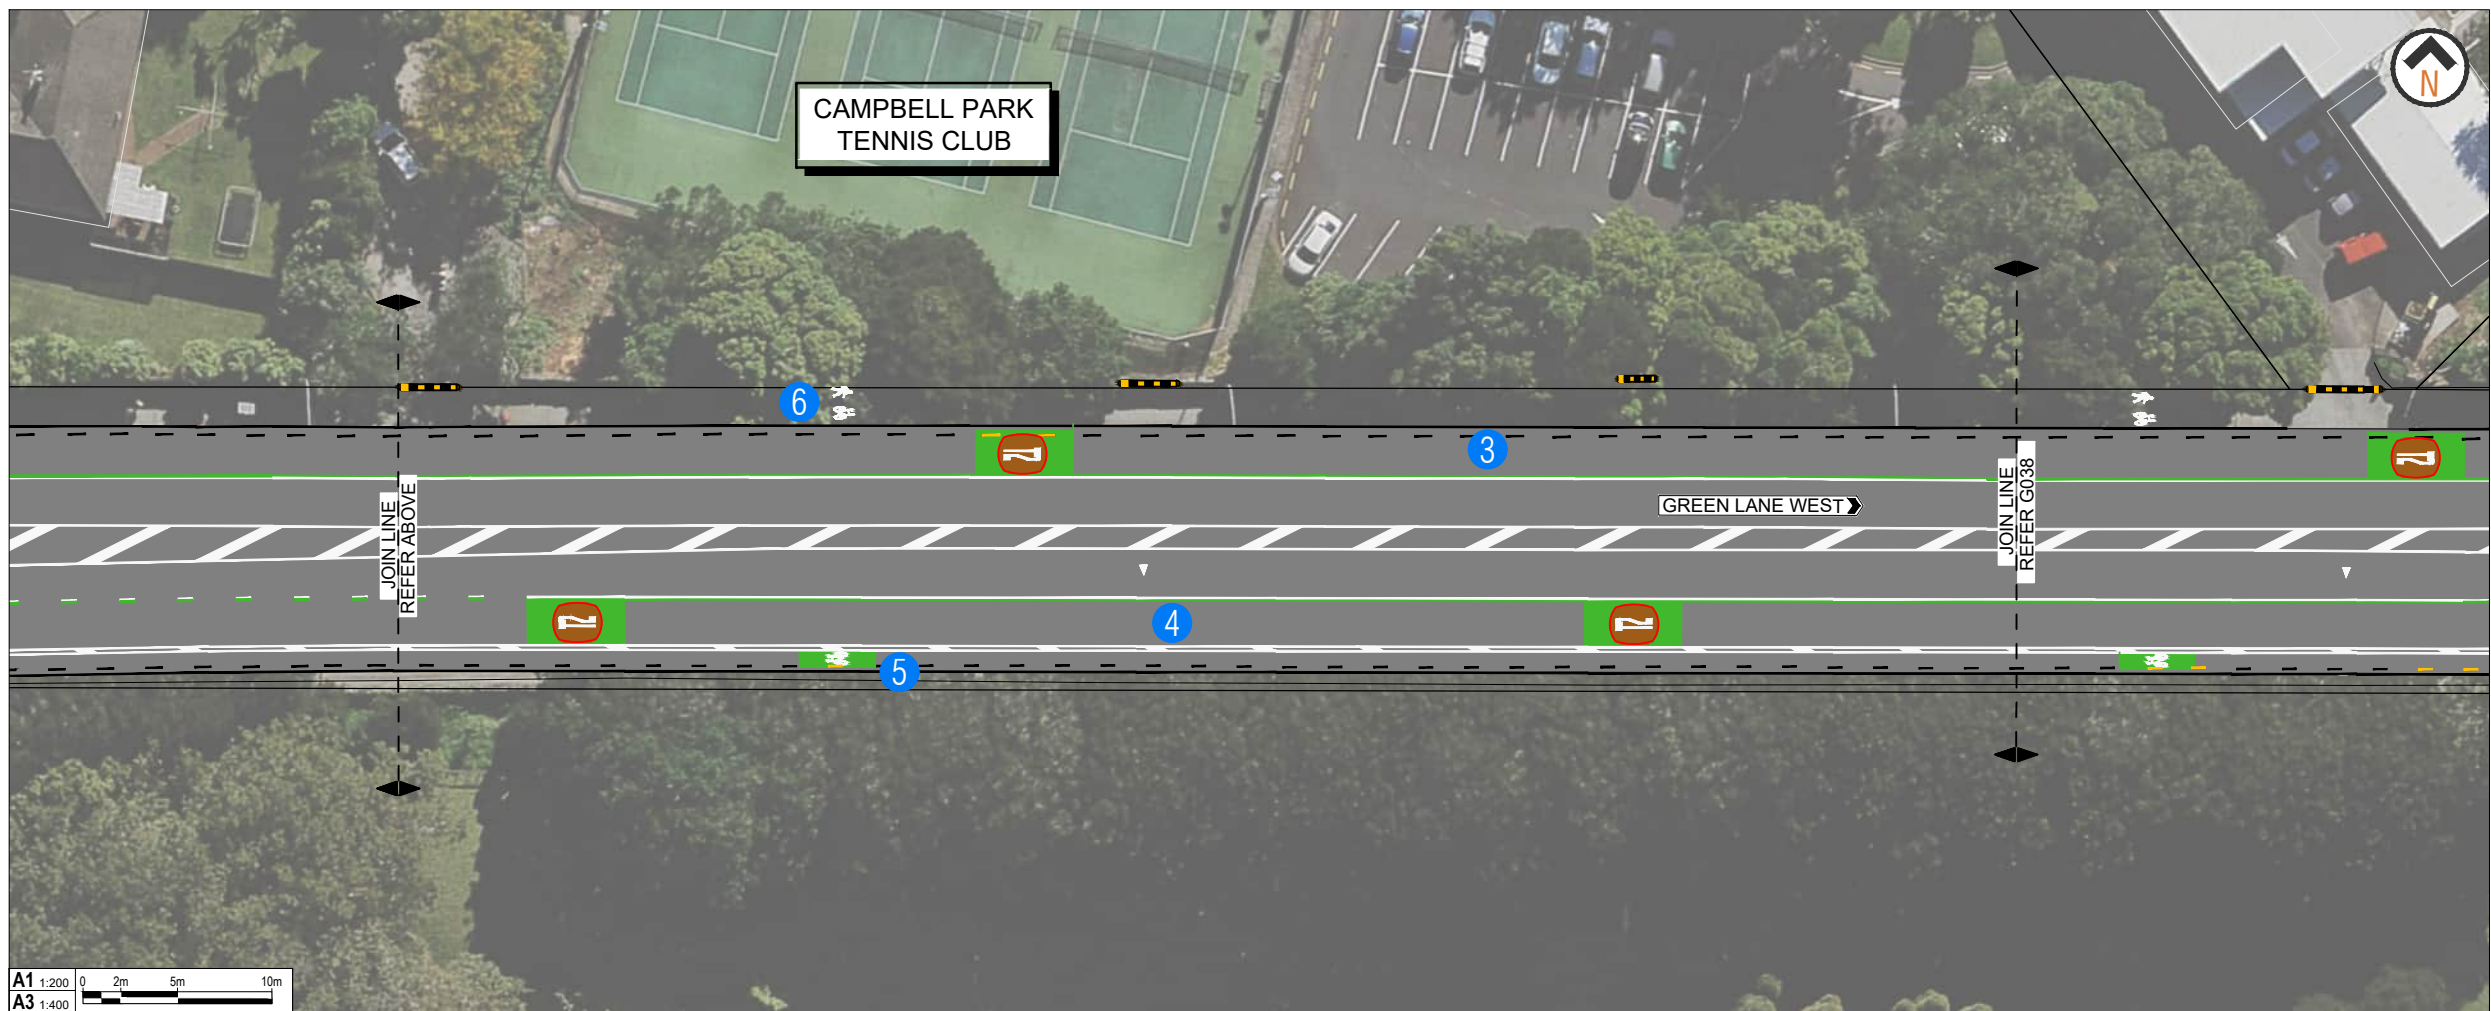 CAMPBELL PARK
TENNIS CLUB
N
6
3
GREEN LANE WEST
JOIN LINE
REFER ABOVE
JOIN LINE
REFER G038
4
5
A1 1:200
A3 1:400
0 2m 5m 10m